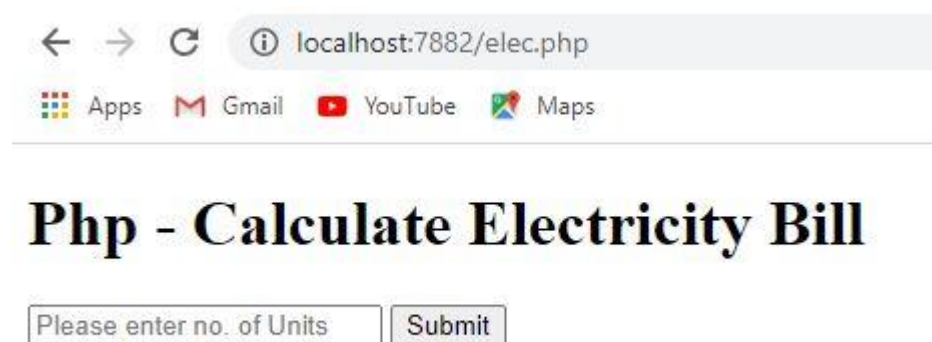 localhost:7882/elec.php
Apps Gmail YouTube Maps
Php - Calculate Electricity Bill
Please enter no. of Units Submit